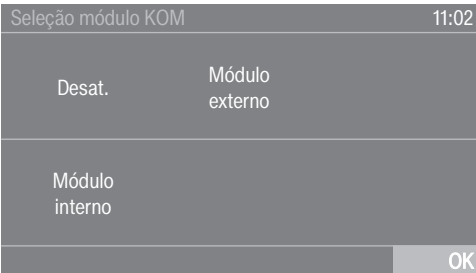 Seleção módulo KOM 11:02
Desat.
Módulo
externo
Módulo
interno
OK